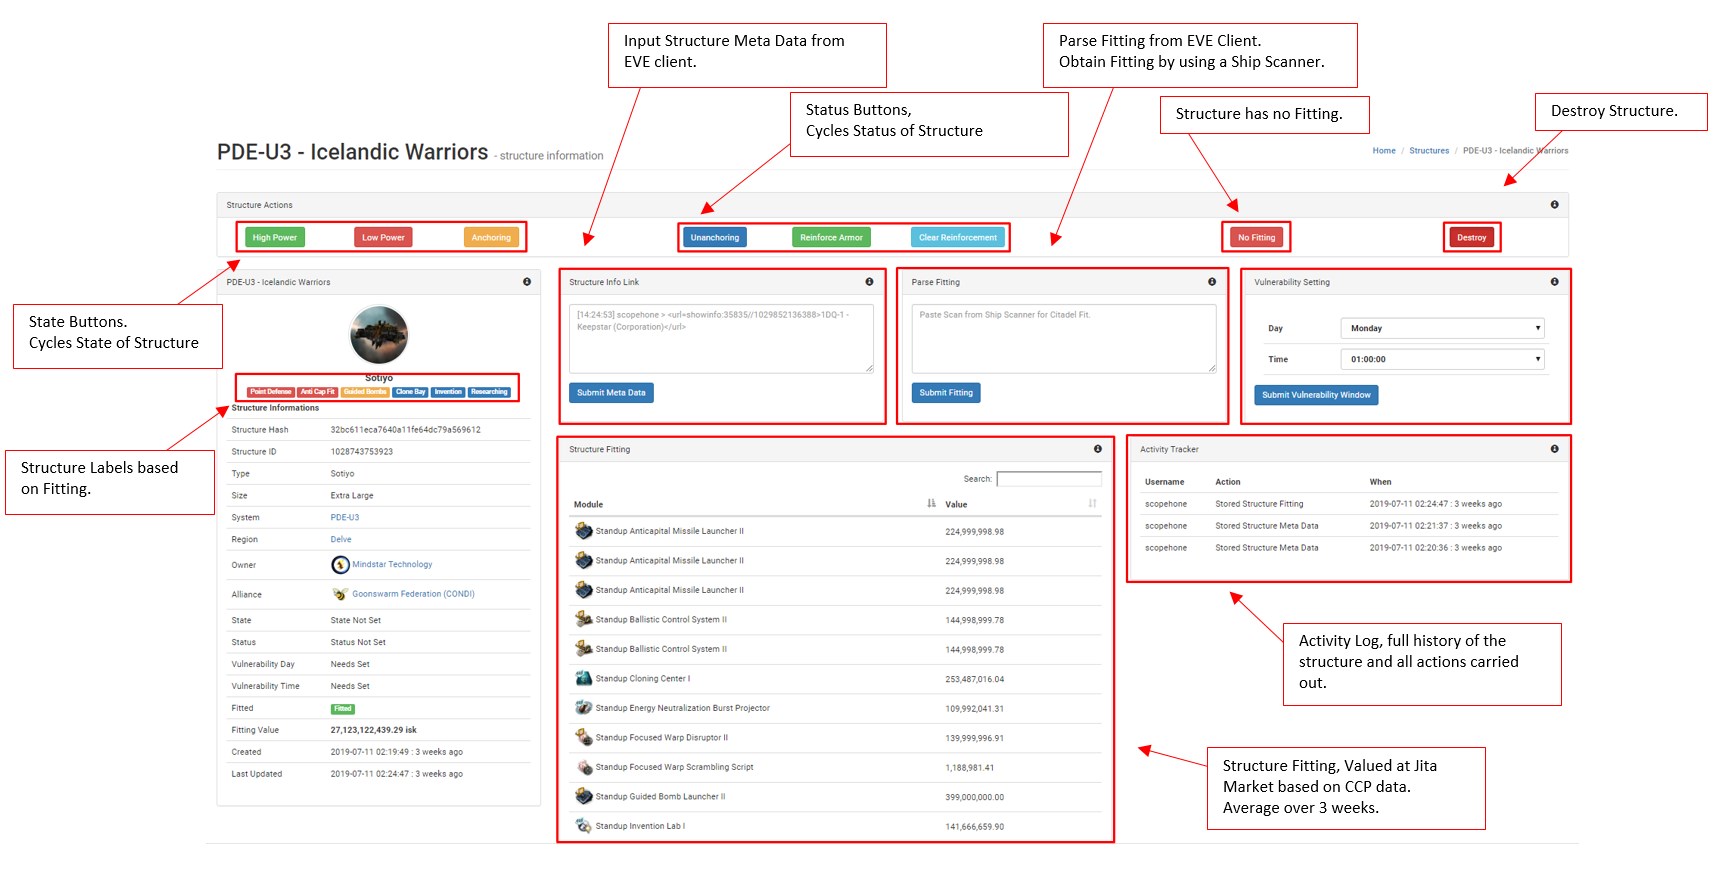 Input Structure Meta Data from
EVE client.
Parse Fitting from EVE Client.
Obtain Fitting by using a Ship Scanner.
Status Buttons,
Cycles Status of Structure
Structure has no Fitting.
Destroy Structure.
PDE-U3 - Icelandic Warriors - structure information
Home / Structures / PDE-U3 - Icelandic Warriors
Structure Actions
High Power
Low Power
Anchoring
Unanchoring
Reinforce Armor
Clear Reinforcement
No Fitting
Destroy
State Buttons.
Cycles State of Structure
Structure Labels based
on Fitting.
PDE-U3 - Icelandic Warriors
Sotiyo
Point Defense Anti Cap Fit Guided Bombs Clone Bay Invention Researching
Structure Informations
Structure Hash 32bc611eca7640a11fe64dc79a569612
Structure ID 1028743753923
Type Sotiyo
Size Extra Large
System PDE-U3
Region Delve
Owner Mindstar Technology
Alliance Goonswarm Federation (CONDI)
State State Not Set
Status Status Not Set
Vulnerability Day Needs Set
Vulnerability Time Needs Set
Fitted Fitted
Fitting Value 27,123,122,439.29 isk
Created 2019-07-11 02:19:49 : 3 weeks ago
Last Updated 2019-07-11 02:24:47 : 3 weeks ago
Structure Info Link
[14:24:53] scopehone > <url=showinfo:35835//1029852136388>1DQ-1 -
Keepstar (Corporation)</url>
Submit Meta Data
Parse Fitting
Paste Scan from Ship Scanner for Citadel Fit.
Submit Fitting
Vulnerability Setting
Day Monday
Time 01:00:00
Submit Vulnerability Window
Structure Fitting
Search:
Module Value
Standup Anticapital Missile Launcher II 224,999,998.98
Standup Anticapital Missile Launcher II 224,999,998.98
Standup Anticapital Missile Launcher II 224,999,998.98
Standup Ballistic Control System II 144,998,999.78
Standup Ballistic Control System II 144,998,999.78
Standup Cloning Center I 253,487,016.04
Standup Energy Neutralization Burst Projector 109,992,041.31
Standup Focused Warp Disruptor II 139,999,996.91
Standup Focused Warp Scrambling Script 1,188,981.41
Standup Guided Bomb Launcher II 399,000,000.00
Standup Invention Lab I 141,666,659.90
Activity Tracker
Username Action When
scopehone Stored Structure Fitting 2019-07-11 02:24:47 : 3 weeks ago
scopehone Stored Structure Meta Data 2019-07-11 02:21:37 : 3 weeks ago
scopehone Stored Structure Meta Data 2019-07-11 02:20:36 : 3 weeks ago
Activity Log, full history of the
structure and all actions carried
out.
Structure Fitting, Valued at Jita
Market based on CCP data.
Average over 3 weeks.